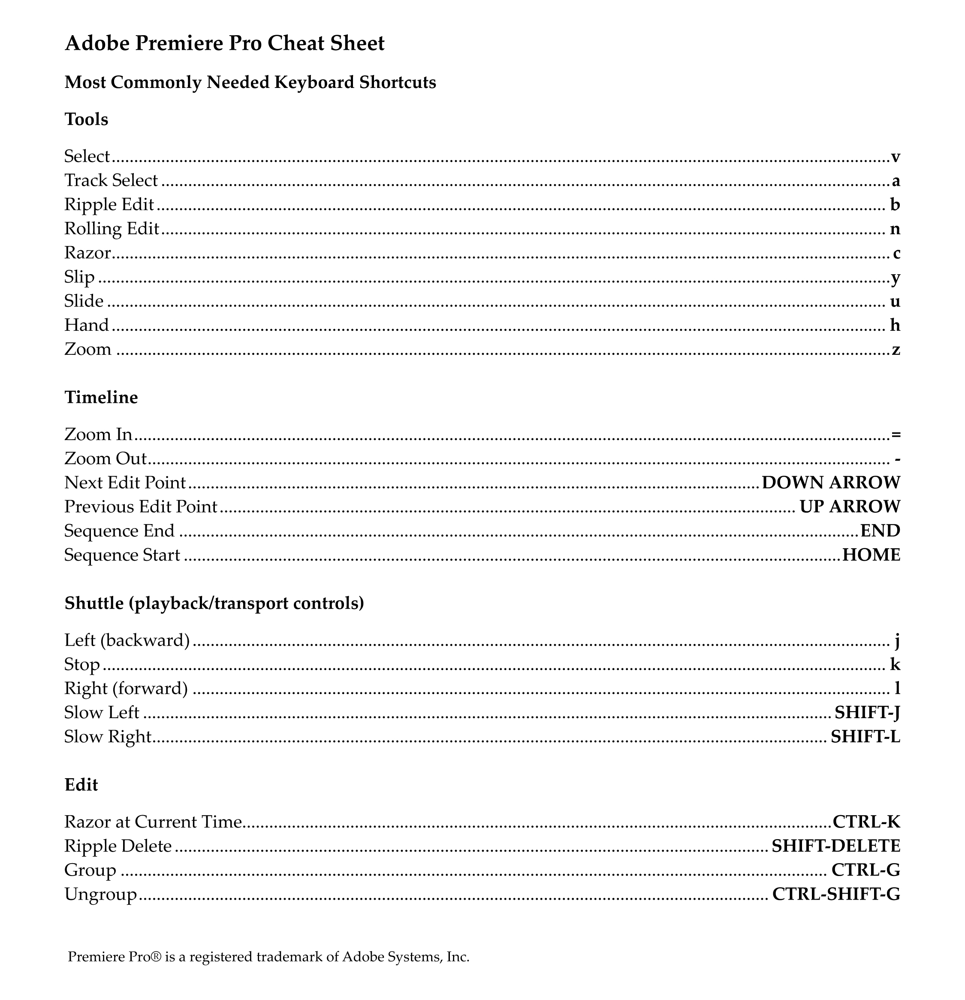 Adobe Premiere Pro Cheat Sheet
Most Commonly Needed Keyboard Shortcuts
Tools
Select v
Track Select a
Ripple Edit b
Rolling Edit n
Razor c
Slip y
Slide u
Hand h
Zoom z
Timeline
Zoom In =
Zoom Out -
Next Edit Point DOWN ARROW
Previous Edit Point UP ARROW
Sequence End END
Sequence Start HOME
Shuttle (playback/transport controls)
Left (backward) j
Stop k
Right (forward) l
Slow Left SHIFT-J
Slow Right SHIFT-L
Edit
Razor at Current Time CTRL-K
Ripple Delete SHIFT-DELETE
Group CTRL-G
Ungroup CTRL-SHIFT-G
Premiere Pro® is a registered trademark of Adobe Systems, Inc.